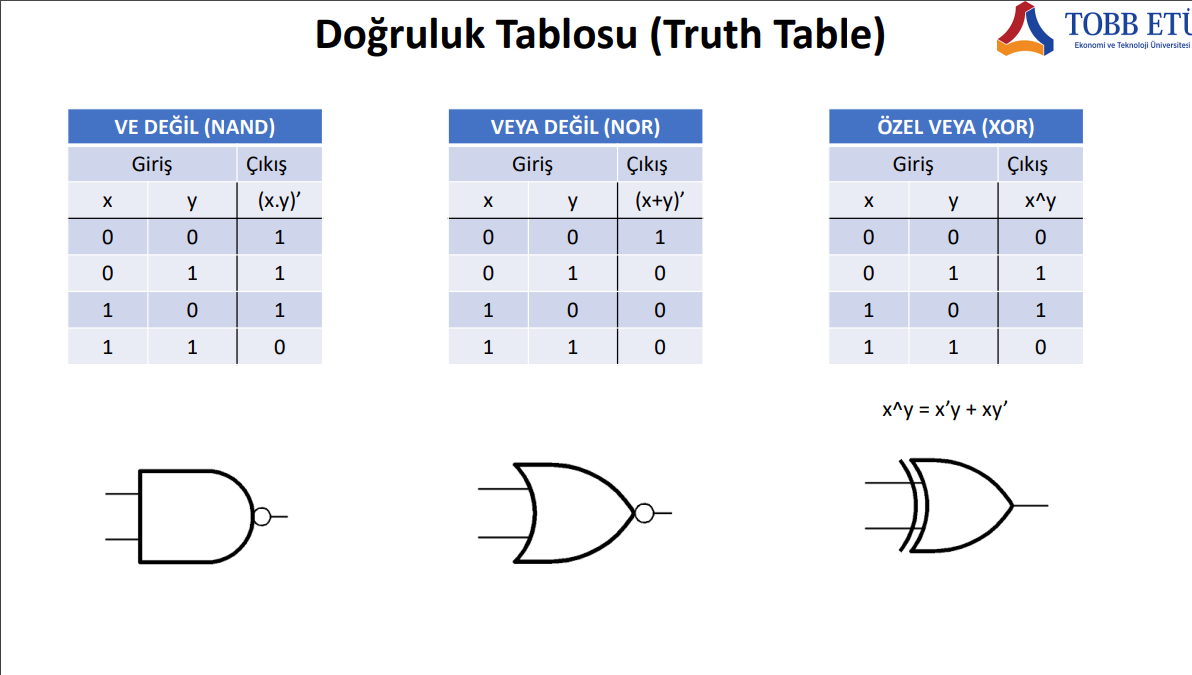 Doğruluk Tablosu (Truth Table)
TOBB ETÜ
Ekonomi ve Teknoloji Üniversitesi
VE DEĞİL (NAND)
Giriş Çıkış
x y (x.y)’
0 0 1
0 1 1
1 0 1
1 1 0
VEYA DEĞİL (NOR)
Giriş Çıkış
x y (x+y)’
0 0 1
0 1 0
1 0 0
1 1 0
ÖZEL VEYA (XOR)
Giriş Çıkış
x y x^y
0 0 0
0 1 1
1 0 1
1 1 0
x^y = x’y + xy’